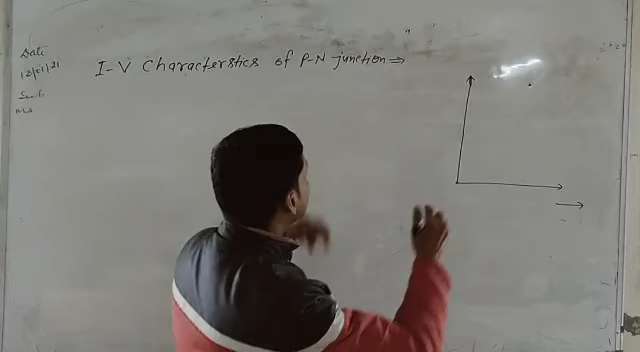 Date
12/01/21
I-V Characterstics of P-N junction ⇒